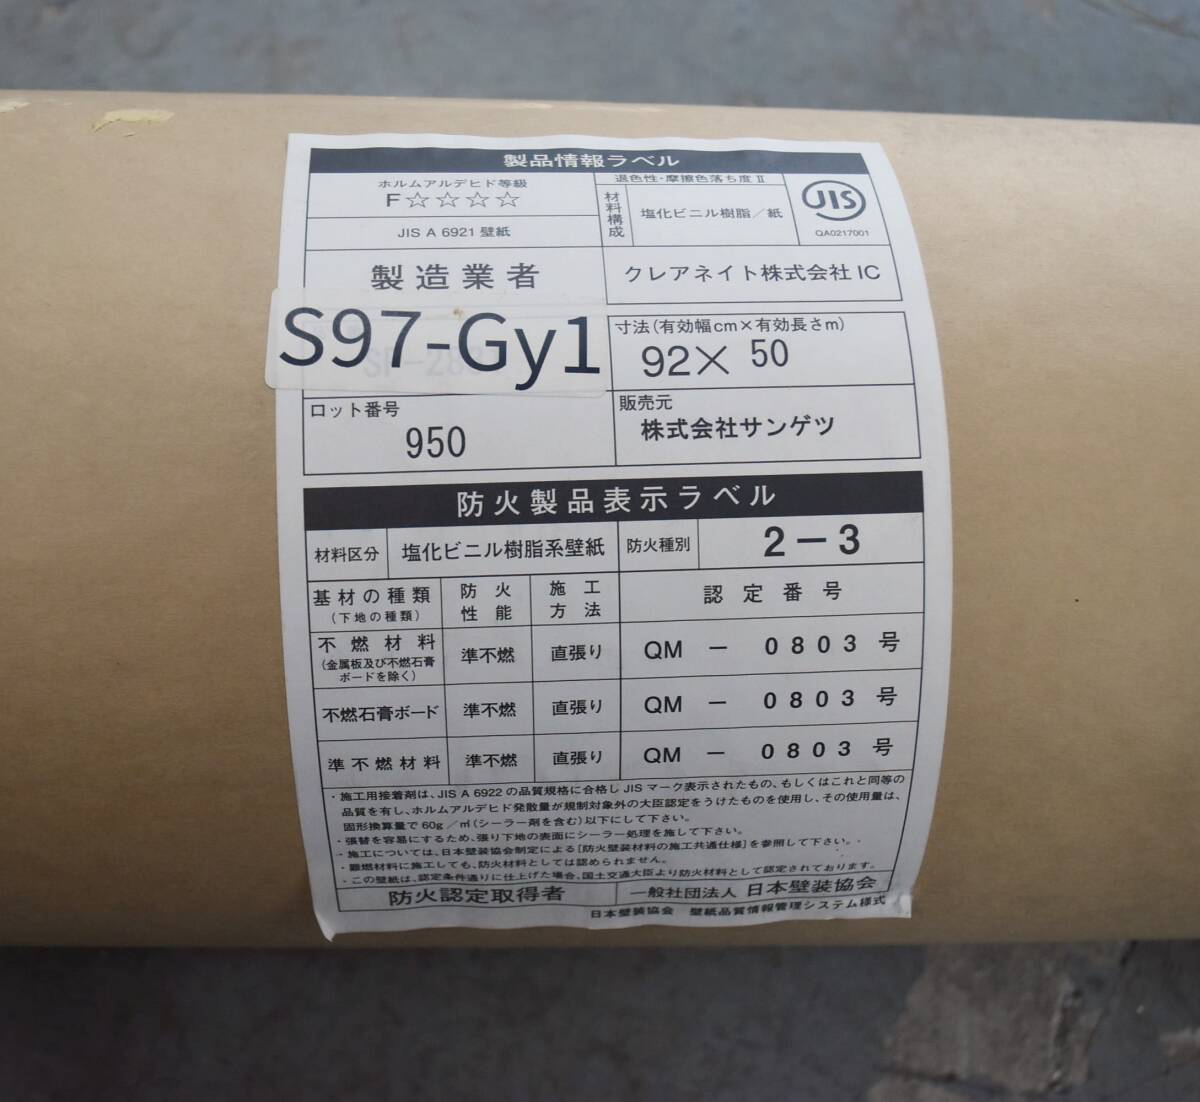 製品情報ラベル
ホルムアルデヒド等級
F☆☆☆☆
JIS A 6921 壁紙
退色性・摩擦色落ち度 II
材料構成
塩化ビニル樹脂／紙
JIS
QA0217001
製造業者
クレアネイト株式会社 IC
S97-Gy1
寸法(有効幅cm×有効長さm)
92× 50
ロット番号
950
販売元
株式会社サンゲツ
防火製品表示ラベル
材料区分
塩化ビニル樹脂系壁紙
防火種別
2－3
基材の種類
(下地の種類)
防火
性能
施工
方法
認定番号
不燃材料
(金属板及び不燃石膏
ボードを除く)
準不燃
直張り
QM － 0803 号
不燃石膏ボード
準不燃
直張り
QM － 0803 号
準不燃材料
準不燃
直張り
QM － 0803 号
・施工用接着剤は、JIS A 6922 の品質規格に合格し JIS マーク表示されたもの、もしくはこれと同等の
品質を有し、ホルムアルデヒド発散量が規制対象外の大臣認定をうけたものを使用し、その使用量は、
固形換算量で 60g／㎡(シーラー剤を含む)以下にして下さい。
・張替を容易にするため、張り下地の表面にシーラー処理を施して下さい。
・施工については、日本壁装協会制定による[防火壁装材料の施工共通仕様]を参照して下さい。
・難燃材料に施工しても、防火材料としては認められません。
・この壁紙は、認定条件通りに仕上げた場合、国土交通大臣より防火材料として認定されております。
防火認定取得者
一般社団法人 日本壁装協会
日本壁装協会 壁紙品質情報管理システム様式